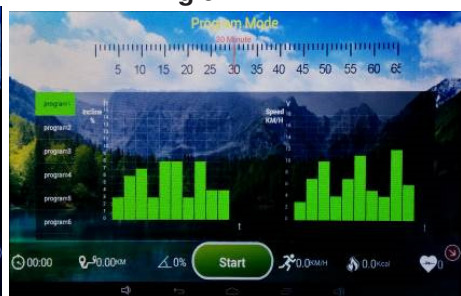 Program Mode
30 Minute
5 10 15 20 25 30 35 40 45 50 55 60 65
program1
Incline
%
Speed
KM/H
program2
program3
program4
program5
program6
t
t
00:00
0.00KM
0%
Start
0.0KM/H
0.0Kcal
0